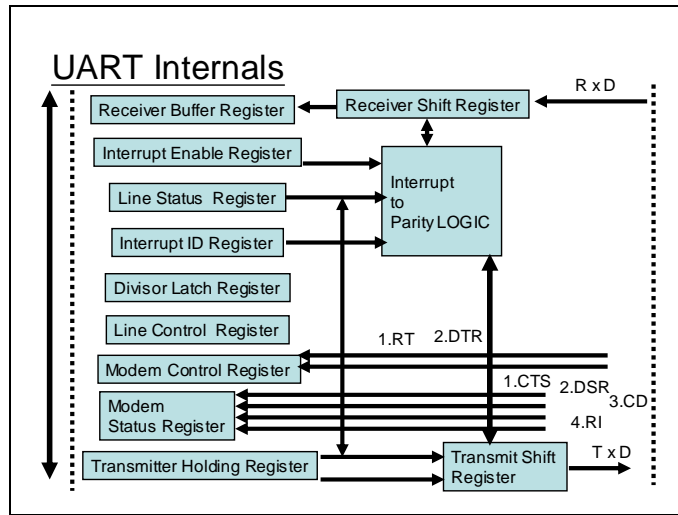 UART Internals
R x D
Receiver Buffer Register
Receiver Shift Register
Interrupt Enable Register
Interrupt
to
Parity LOGIC
Line Status Register
Interrupt ID Register
Divisor Latch Register
Line Control Register
1.RT
2.DTR
Modem Control Register
1.CTS
2.DSR
3.CD
Modem
Status Register
4.RI
Transmitter Holding Register
Transmit Shift
Register
T x D